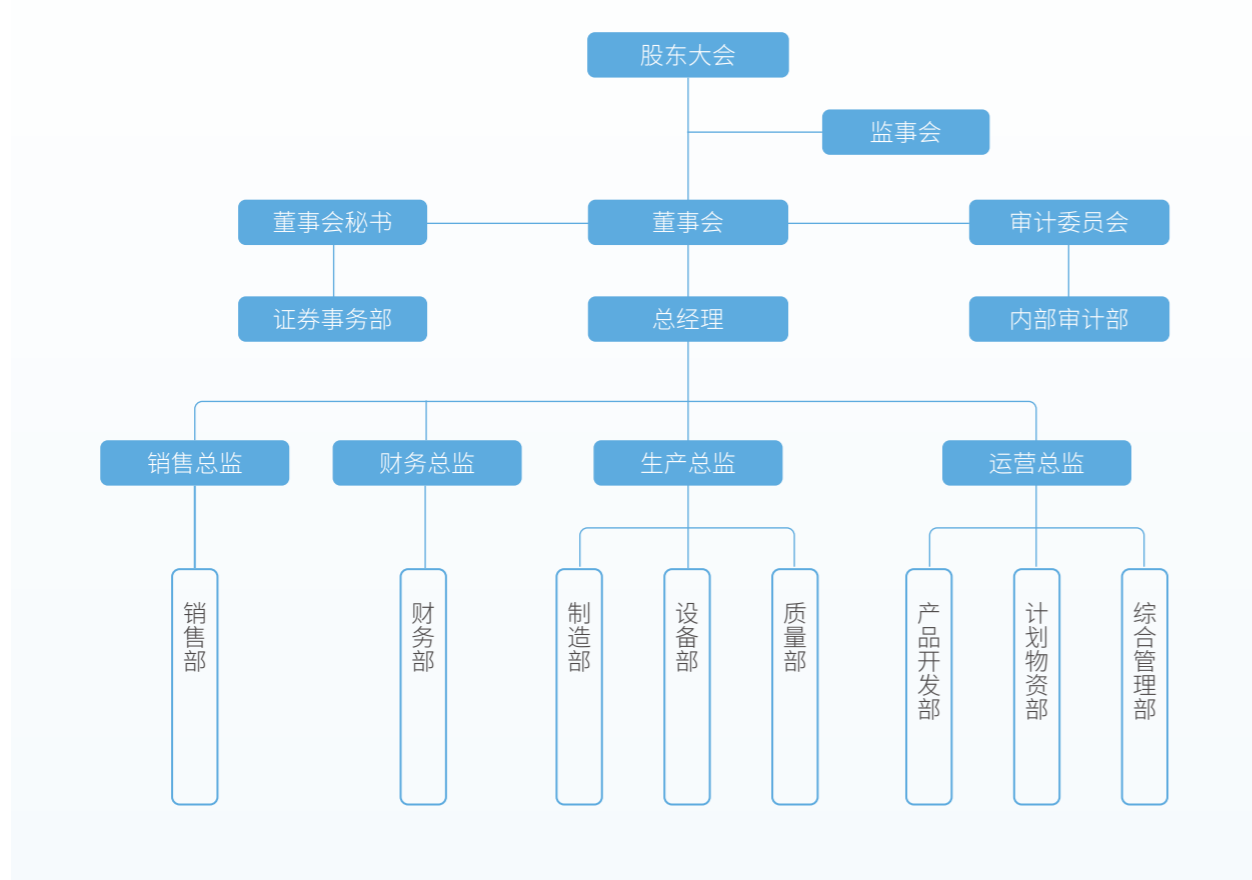 股东大会
监事会
董事会秘书
董事会
审计委员会
证券事务部
总经理
内部审计部
销售总监
财务总监
生产总监
运营总监
销售部
财务部
制造部
设备部
质量部
产品开发部
计划物资部
综合管理部